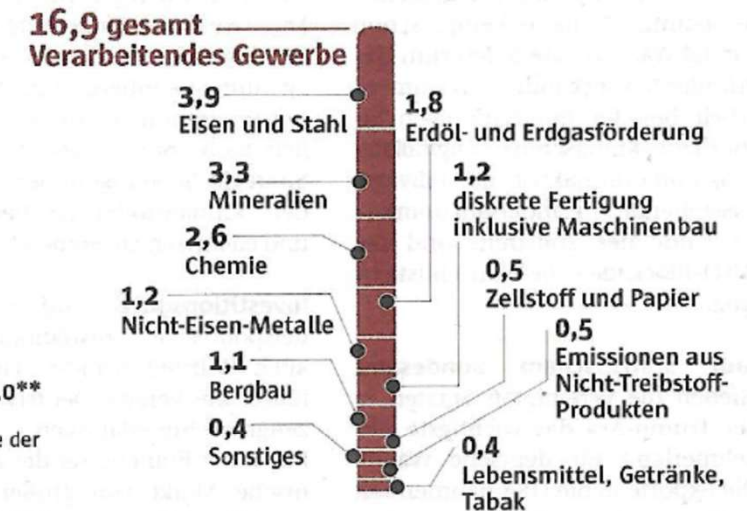 16,9 gesamt
Verarbeitendes Gewerbe
3,9
Eisen und Stahl
3,3
Mineralien
2,6
Chemie
1,2
Nicht-Eisen-Metalle
1,1
Bergbau
0,4
Sonstiges
1,8
Erdöl- und Erdgasförderung
1,2
diskrete Fertigung
inklusive Maschinenbau
0,5
Zellstoff und Papier
0,5
Emissionen aus
Nicht-Treibstoff-
Produkten
0,4
Lebensmittel, Getränke,
Tabak
0**
e der